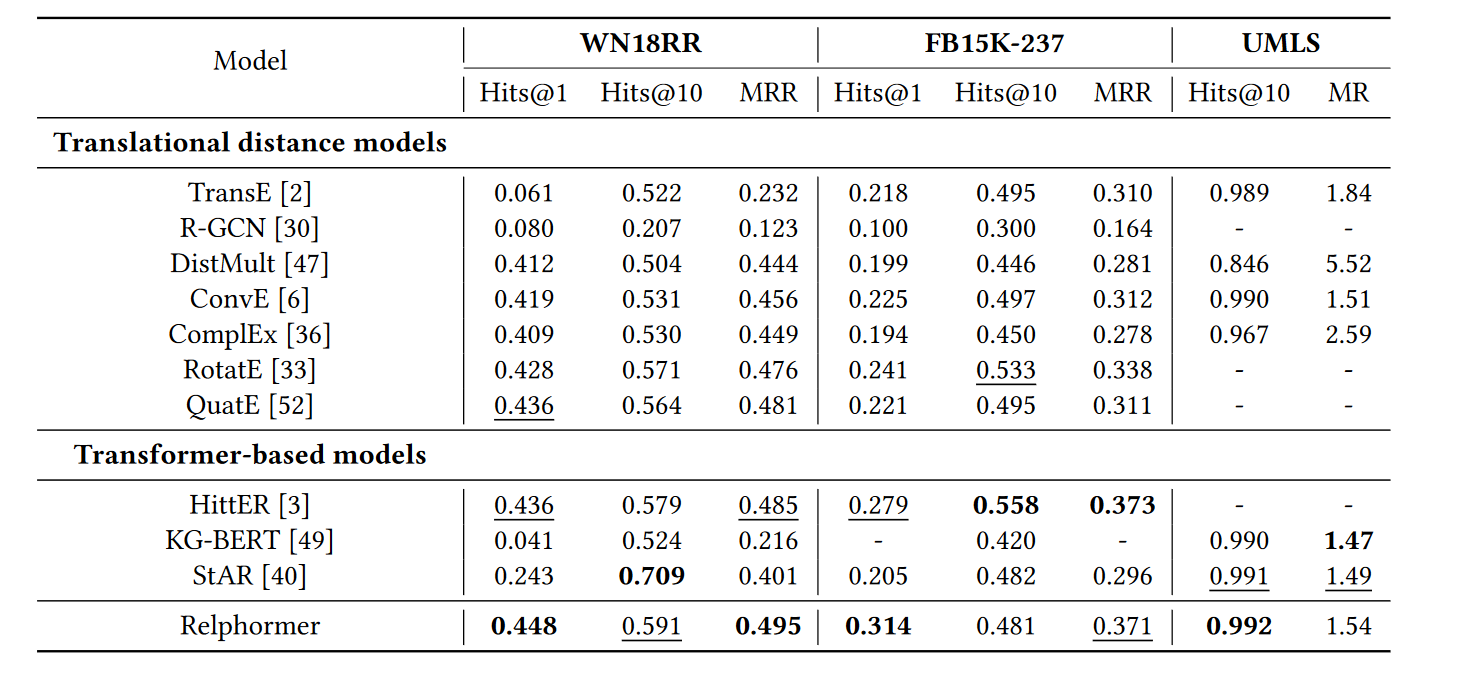 Model WN18RR FB15K-237 UMLS
Hits@1 Hits@10 MRR Hits@1 Hits@10 MRR Hits@10 MR
Translational distance models
TransE [2] 0.061 0.522 0.232 0.218 0.495 0.310 0.989 1.84
R-GCN [30] 0.080 0.207 0.123 0.100 0.300 0.164 - -
DistMult [47] 0.412 0.504 0.444 0.199 0.446 0.281 0.846 5.52
ConvE [6] 0.419 0.531 0.456 0.225 0.497 0.312 0.990 1.51
ComplEx [36] 0.409 0.530 0.449 0.194 0.450 0.278 0.967 2.59
RotatE [33] 0.428 0.571 0.476 0.241 0.533 0.338 - -
QuatE [52] 0.436 0.564 0.481 0.221 0.495 0.311 - -
Transformer-based models
HittER [3] 0.436 0.579 0.485 0.279 0.558 0.373 - -
KG-BERT [49] 0.041 0.524 0.216 - 0.420 - 0.990 1.47
StAR [40] 0.243 0.709 0.401 0.205 0.482 0.296 0.991 1.49
Relphormer 0.448 0.591 0.495 0.314 0.481 0.371 0.992 1.54